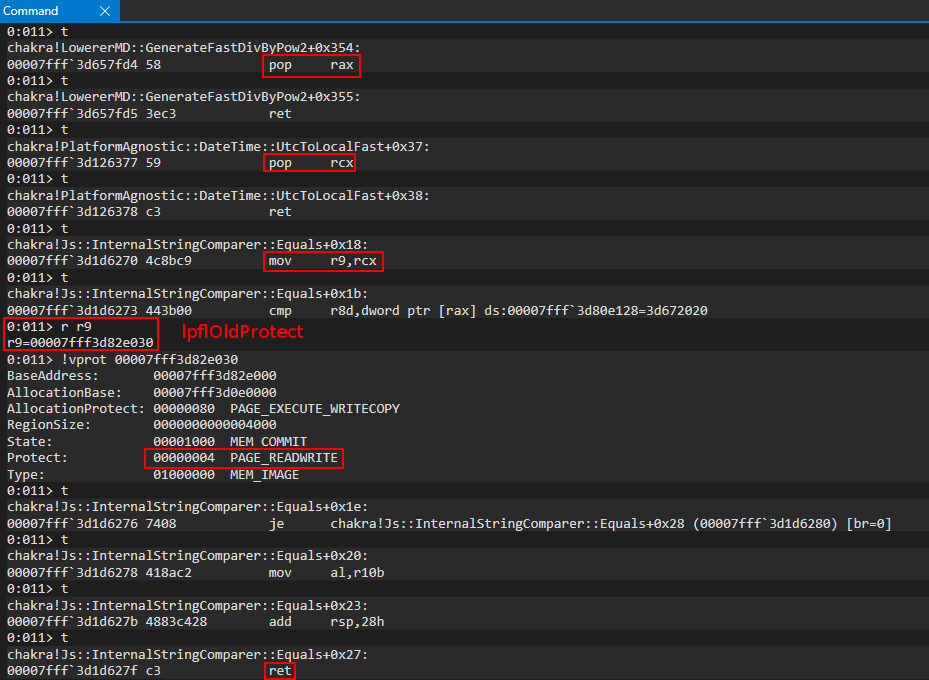 Command
0:011> t
chakra!LowererMD::GenerateFastDivByPow2+0x354:
00007fff`3d657fd4 58 pop rax
0:011> t
chakra!LowererMD::GenerateFastDivByPow2+0x355:
00007fff`3d657fd5 3ec3 ret
0:011> t
chakra!PlatformAgnostic::DateTime::UtcToLocalFast+0x37:
00007fff`3d126377 59 pop rcx
0:011> t
chakra!PlatformAgnostic::DateTime::UtcToLocalFast+0x38:
00007fff`3d126378 c3 ret
0:011> t
chakra!Js::InternalStringComparer::Equals+0x18:
00007fff`3d1d6270 4c8bc9 mov r9,rcx
0:011> t
chakra!Js::InternalStringComparer::Equals+0x1b:
00007fff`3d1d6273 443b00 cmp r8d,dword ptr [rax] ds:00007fff`3d80e128=3d672020
0:011> r r9
r9=00007fff3d82e030
lpflOldProtect
0:011> !vprot 00007fff3d82e030
BaseAddress: 00007fff3d82e000
AllocationBase: 00007fff3d0e0000
AllocationProtect: 00000080 PAGE_EXECUTE_WRITECOPY
RegionSize: 0000000000004000
State: 00001000 MEM_COMMIT
Protect: 00000004 PAGE_READWRITE
Type: 01000000 MEM_IMAGE
0:011> t
chakra!Js::InternalStringComparer::Equals+0x1e:
00007fff`3d1d6276 7408 je chakra!Js::InternalStringComparer::Equals+0x28 (00007fff`3d1d6280) [br=0]
0:011> t
chakra!Js::InternalStringComparer::Equals+0x20:
00007fff`3d1d6278 418ac2 mov al,r10b
0:011> t
chakra!Js::InternalStringComparer::Equals+0x23:
00007fff`3d1d627b 4883c428 add rsp,28h
0:011> t
chakra!Js::InternalStringComparer::Equals+0x27:
00007fff`3d1d627f c3 ret